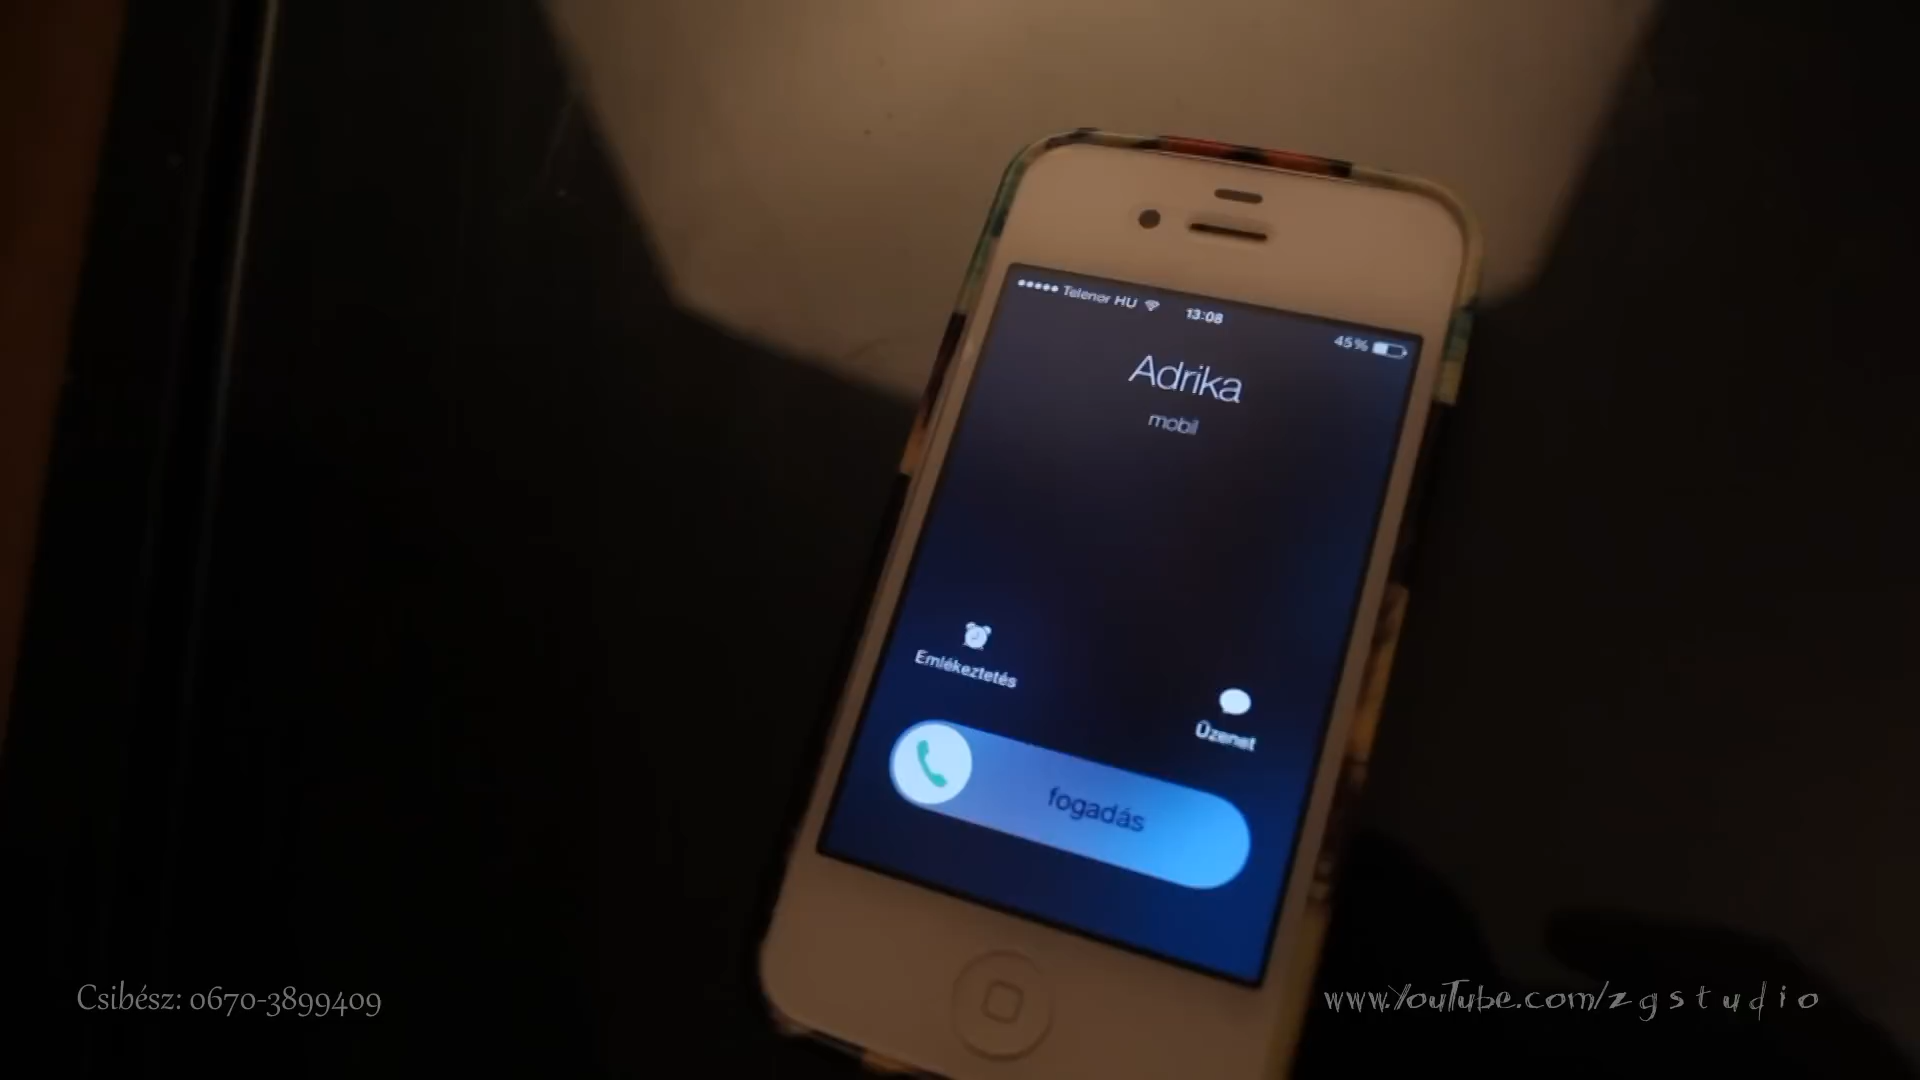 Telenor HU 13:08
45%
Adrika
mobil
Emlékeztetés
Üzenet
fogadás
Csibész: 0670-3899409
www.YouTube.com/zgstudio